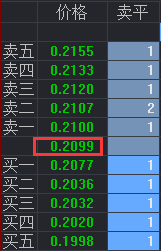 价格 卖平
卖五 0.2155 1
卖四 0.2133 1
卖三 0.2120 1
卖二 0.2107 2
卖一 0.2100 1
0.2099
买一 0.2077 1
买二 0.2036 1
买三 0.2032 1
买四 0.2020 1
买五 0.1998 1